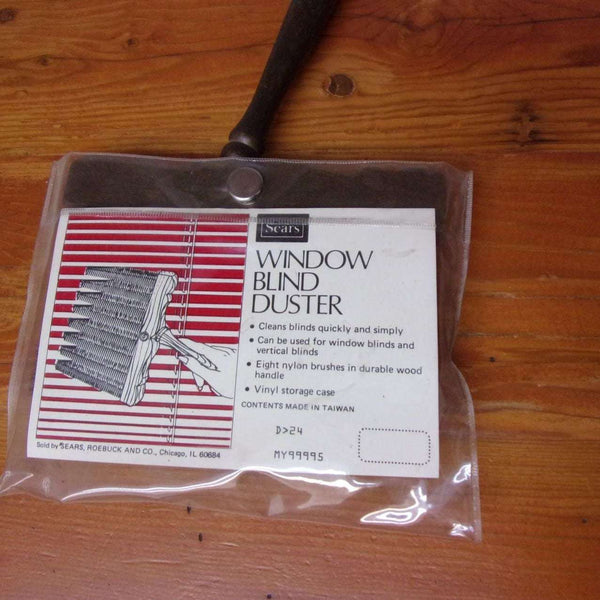 Sears
WINDOW
BLIND
DUSTER
• Cleans blinds quickly and simply
• Can be used for window blinds and
vertical blinds
• Eight nylon brushes in durable wood
handle
• Vinyl storage case
CONTENTS MADE IN TAIWAN
D>24
MY99995
Sold by SEARS, ROEBUCK AND CO., Chicago, IL 60684